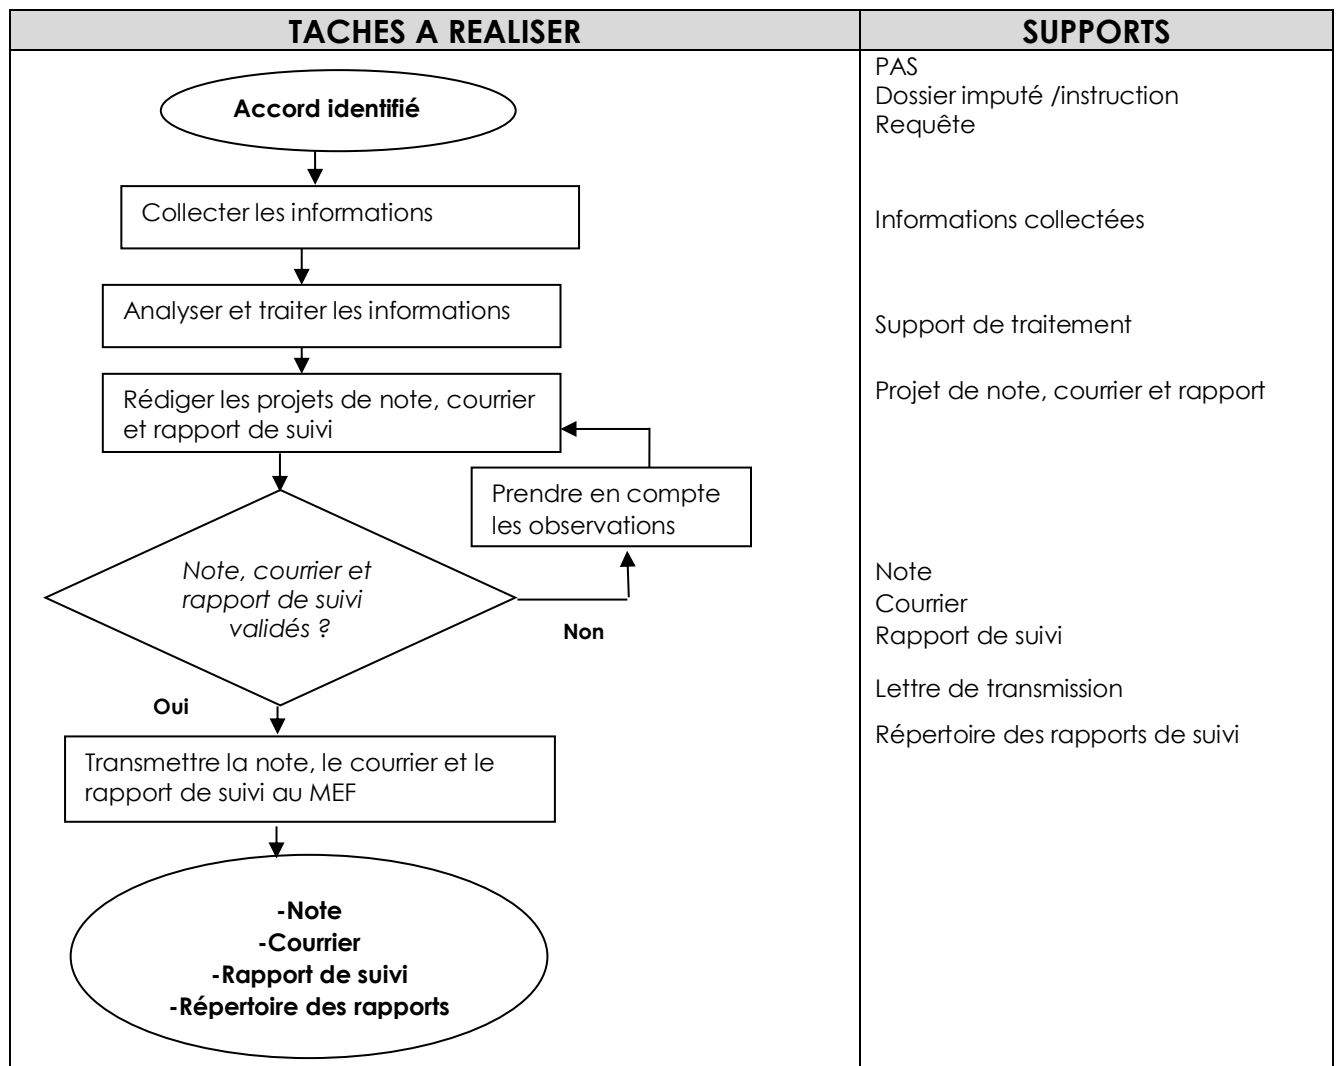 TACHES A REALISER
SUPPORTS
Accord identifié
PAS
Dossier imputé /instruction
Requête
Collecter les informations
Informations collectées
Analyser et traiter les informations
Support de traitement
Rédiger les projets de note, courrier
et rapport de suivi
Projet de note, courrier et rapport
Prendre en compte
les observations
Note, courrier et
rapport de suivi
validés ?
Non
Oui
Note
Courrier
Rapport de suivi
Lettre de transmission
Répertoire des rapports de suivi
Transmettre la note, le courrier et le
rapport de suivi au MEF
-Note
-Courrier
-Rapport de suivi
-Répertoire des rapports